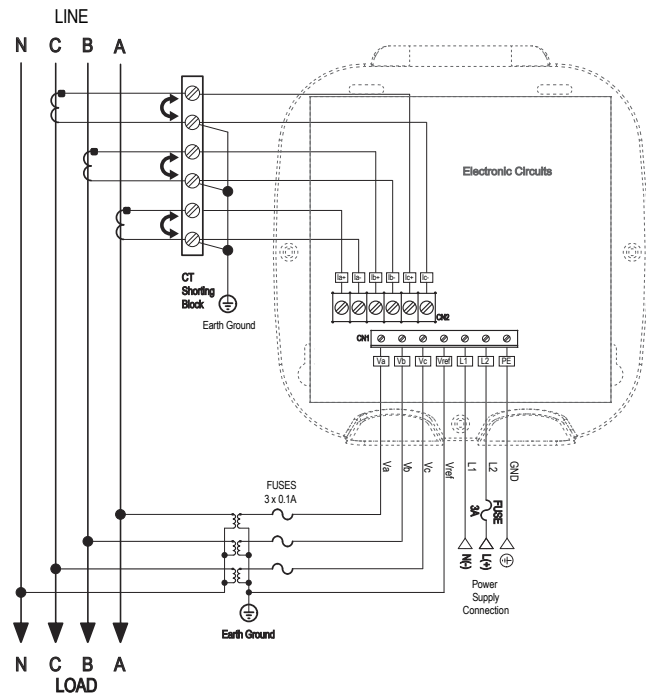 LINE
N C B A
Electronic Circuits
Ia+ Ia- Ib+ Ib- Ic+ Ic-
CT
Shorting
Block
CN2
Earth Ground
CN1
Va Vb Vc Vref L1 L2 PE
Va Vb Vc Vref L1 L2 GND
FUSES
3 x 0.1A
FUSE
3A
N(-) L(+)
Power
Supply
Connection
Earth Ground
N C B A
LOAD